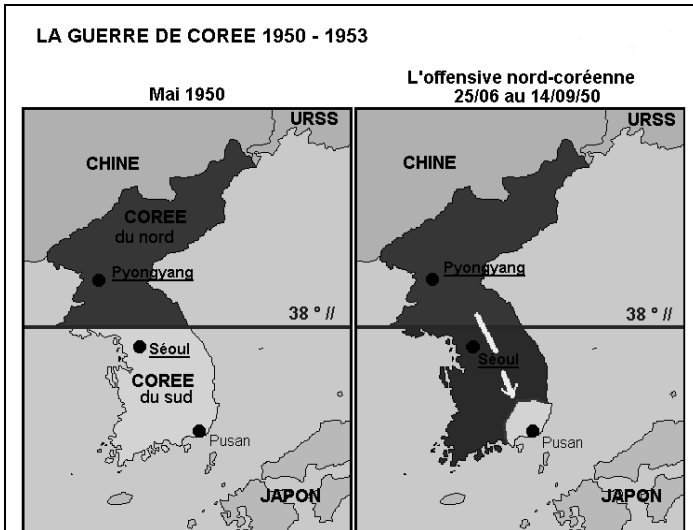 LA GUERRE DE COREE 1950 - 1953
Mai 1950
URSS
CHINE
COREE
du nord
Pyongyang
38 ° //
Séoul
COREE
du sud
Pusan
JAPON
L'offensive nord-coréenne
25/06 au 14/09/50
URSS
CHINE
Pyongyang
38 ° //
Séoul
Pusan
JAPON